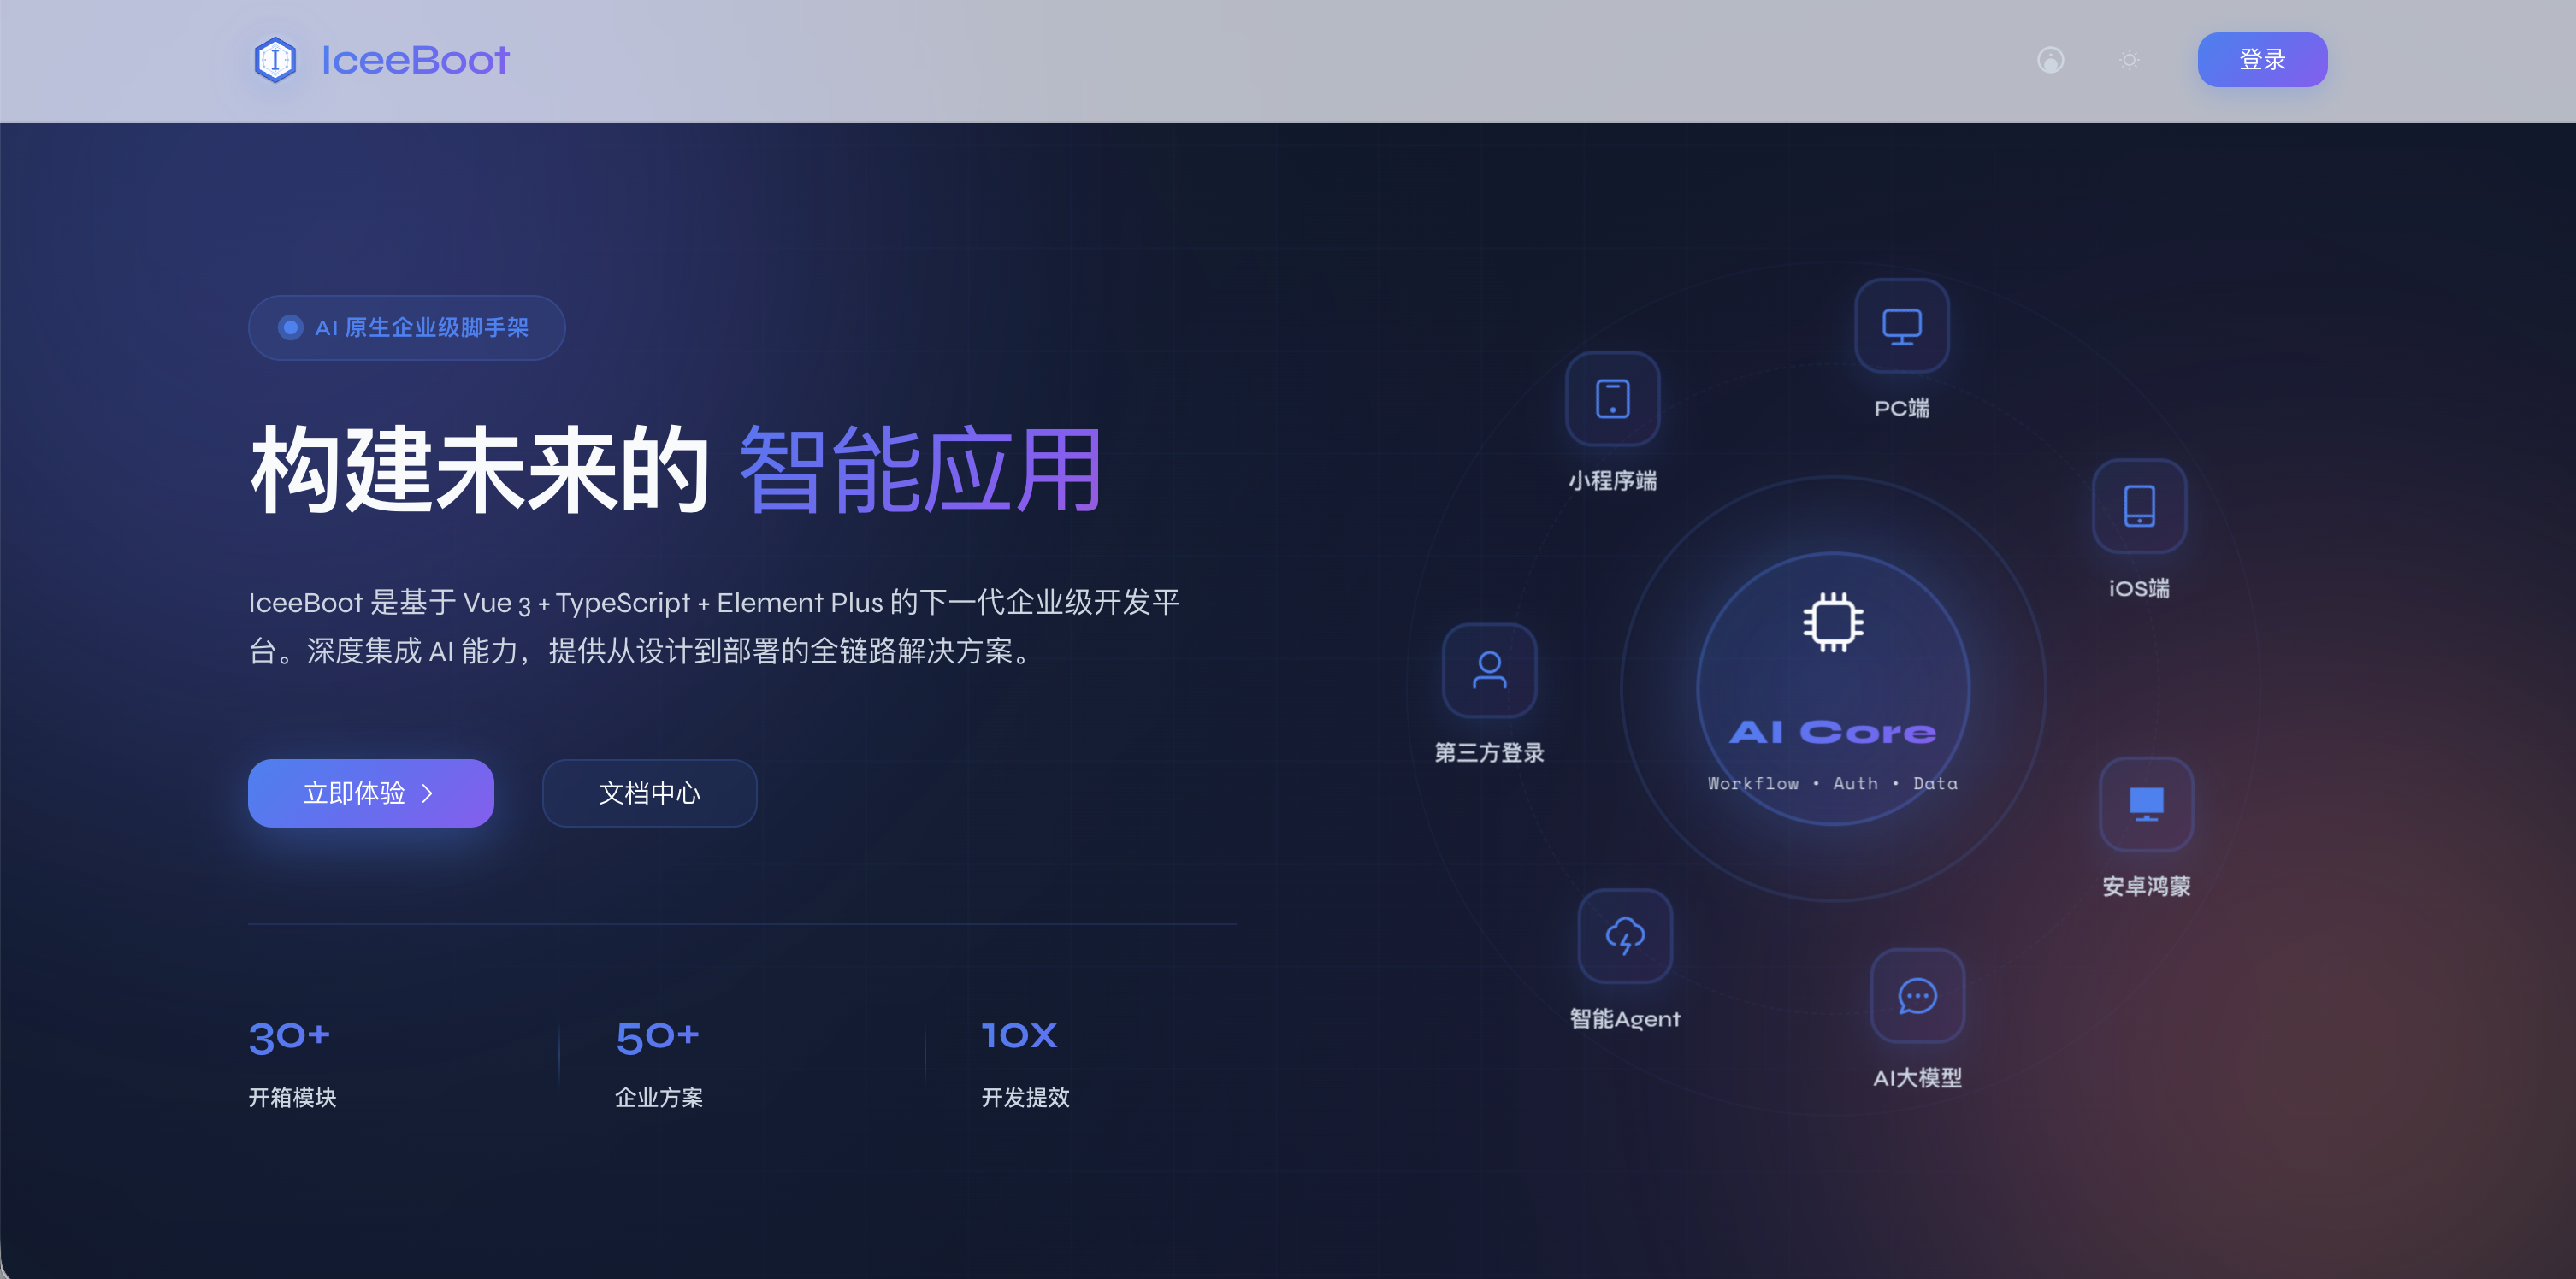 IceeBoot
登录
AI 原生企业级脚手架
构建未来的 智能应用
IceeBoot 是基于 Vue 3 + TypeScript + Element Plus 的下一代企业级开发平
台。深度集成 AI 能力，提供从设计到部署的全链路解决方案。
立即体验
文档中心
30+
开箱模块
50+
企业方案
10X
开发提效
PC端
小程序端
iOS端
第三方登录
AI Core
Workflow • Auth • Data
安卓鸿蒙
智能Agent
AI大模型